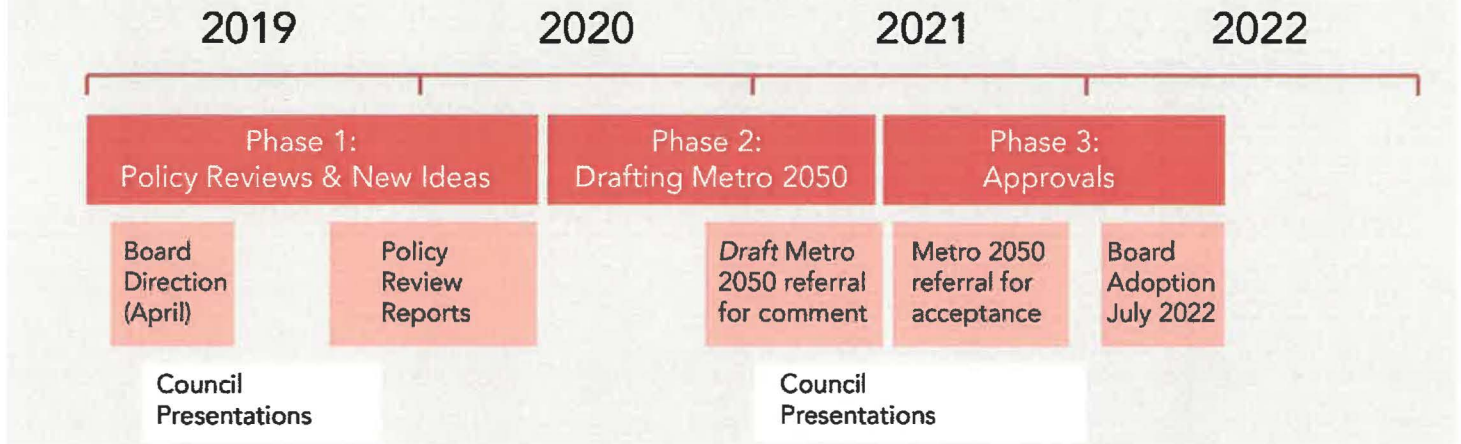 2019 2020 2021 2022
Phase 1:
Policy Reviews & New Ideas
Phase 2:
Drafting Metro 2050
Phase 3:
Approvals
Board
Direction
(April)
Policy
Review
Reports
Draft Metro
2050 referral
for comment
Metro 2050
referral for
acceptance
Board
Adoption
July 2022
Council
Presentations
Council
Presentations